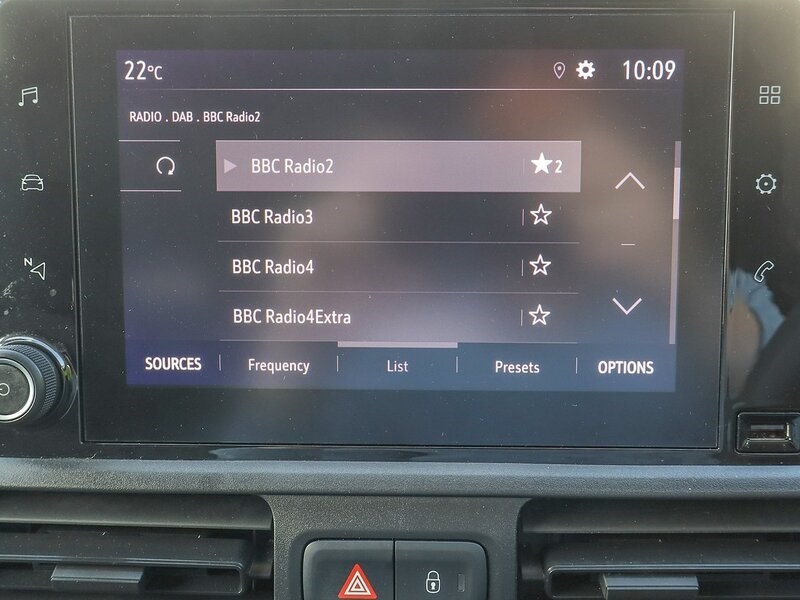 22°C 10:09
RADIO . DAB . BBC Radio2
BBC Radio2 2
BBC Radio3
BBC Radio4
BBC Radio4Extra
SOURCES Frequency List Presets OPTIONS
N